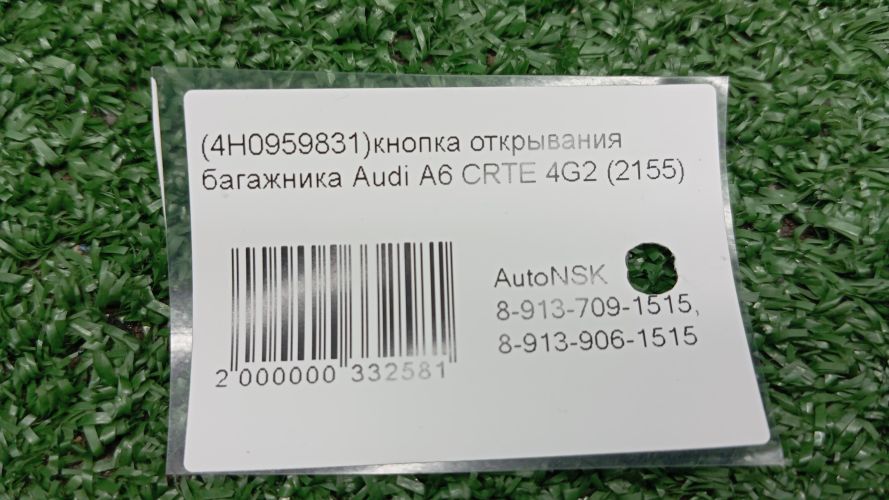 (4H0959831)кнопка открывания
багажника Audi A6 CRTE 4G2 (2155)
AutoNSK
8-913-709-1515,
8-913-906-1515
2 000000 332581